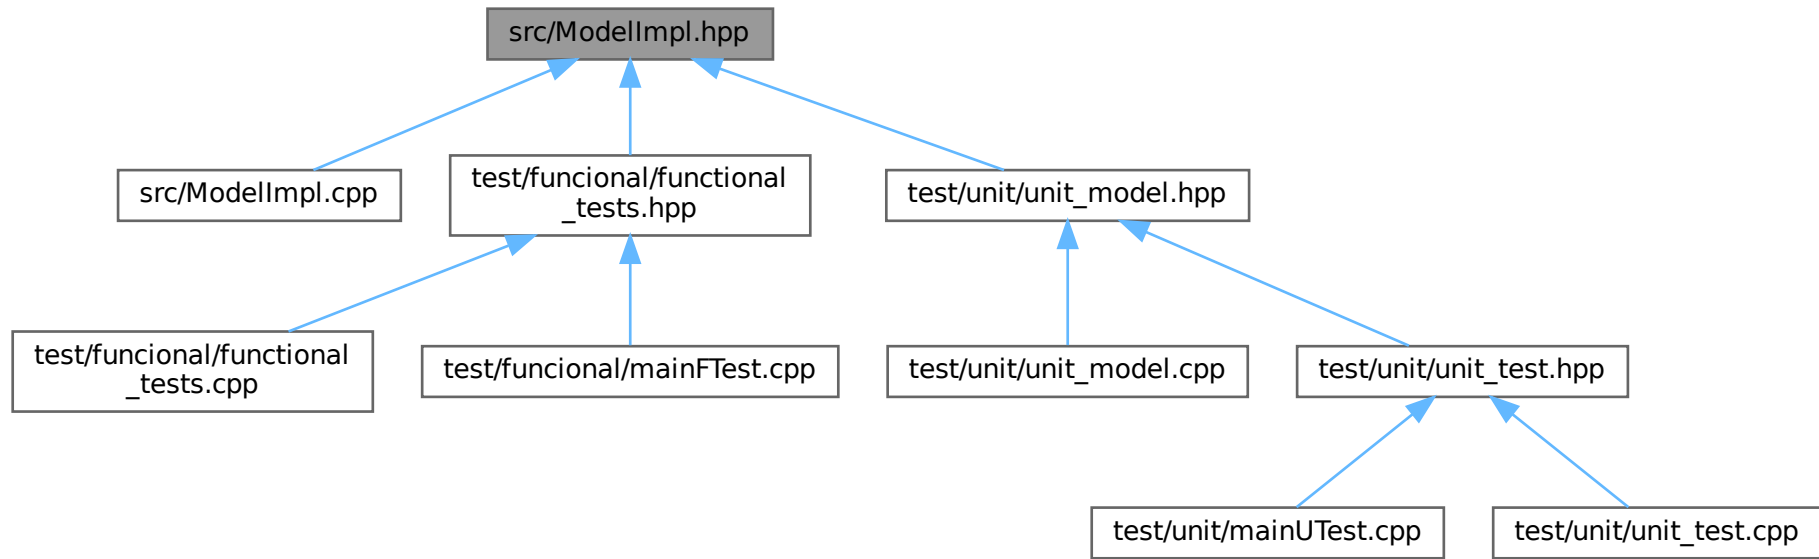 src/ModelImpl.hpp
src/ModelImpl.cpp
test/funcional/functional
_tests.hpp
test/unit/unit_model.hpp
test/funcional/functional
_tests.cpp
test/funcional/mainFTest.cpp
test/unit/unit_model.cpp
test/unit/unit_test.hpp
test/unit/mainUTest.cpp
test/unit/unit_test.cpp